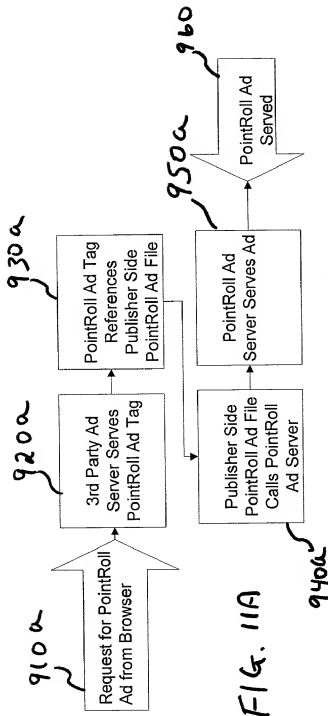 910a
Request for PointRoll
Ad from Browser
920a
3rd Party Ad
Server Serves
PointRoll Ad Tag
930a
PointRoll Ad Tag
References
Publisher Side
PointRoll Ad File
940a
Publisher Side
PointRoll Ad File
Calls PointRoll
Ad Server
950a
PointRoll Ad
Server Serves Ad
960
PointRoll Ad
Served
FIG. 11A